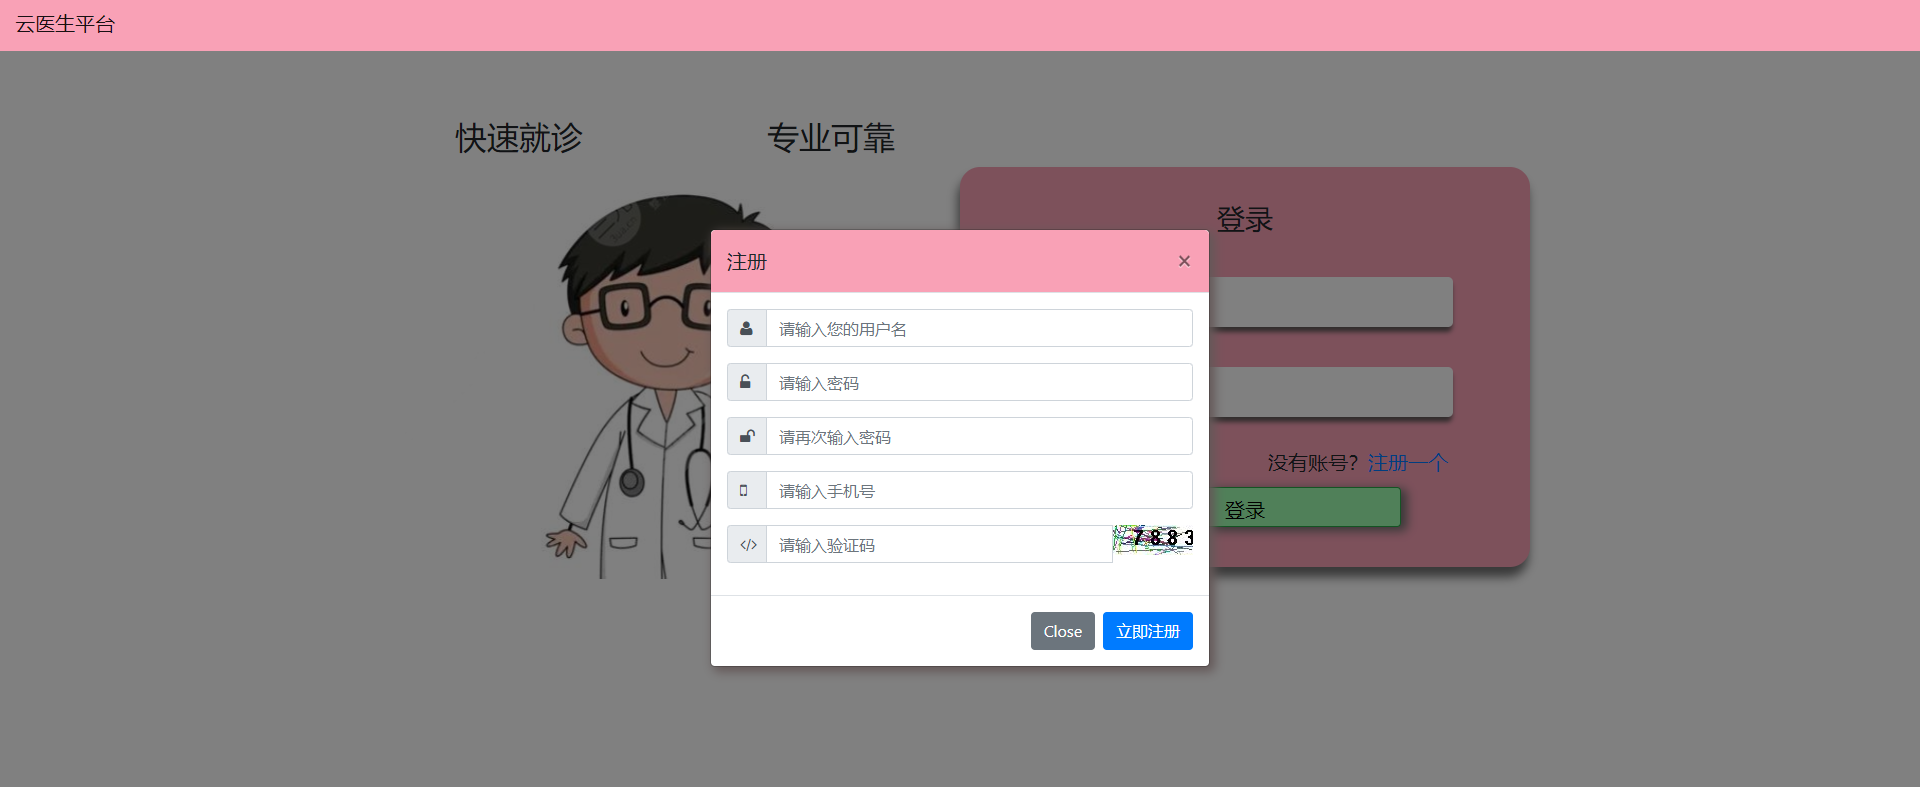 云医生平台
快速就诊 专业可靠
登录
注册 ×
请输入您的用户名
请输入密码
请再次输入密码
请输入手机号
请输入验证码 7883
没有账号？注册一个
登录
Close 立即注册